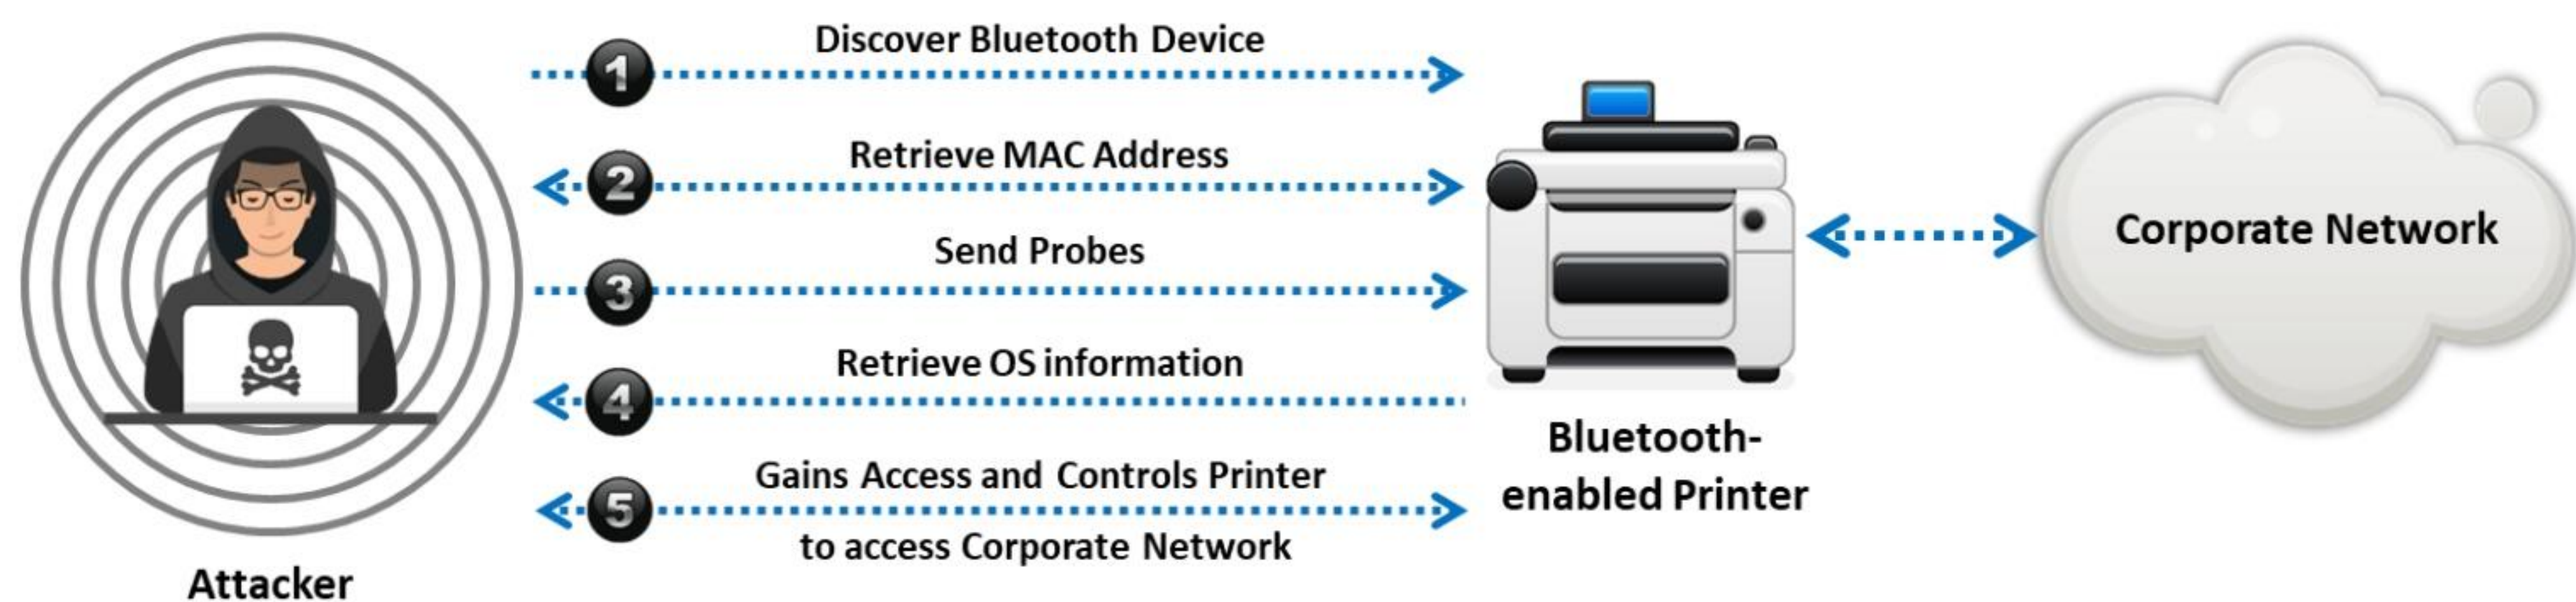 1
Discover Bluetooth Device
2
Retrieve MAC Address
3
Send Probes
4
Retrieve OS information
5
Gains Access and Controls Printer
to access Corporate Network
Attacker
Bluetooth-
enabled Printer
Corporate Network